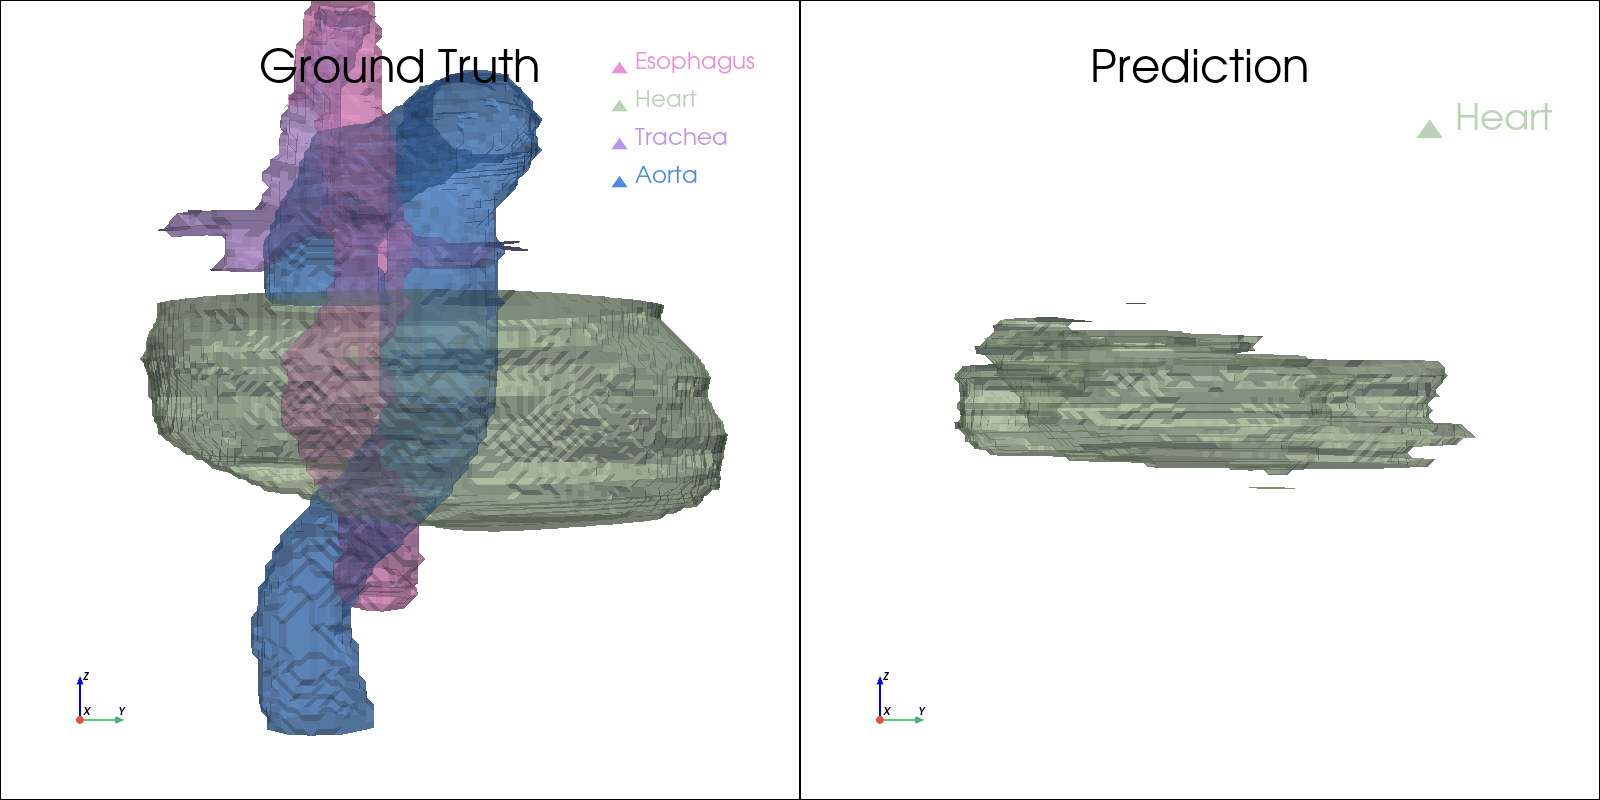 Ground Truth
Esophagus
Heart
Trachea
Aorta
Z
X Y
Prediction
Heart
Z
X Y